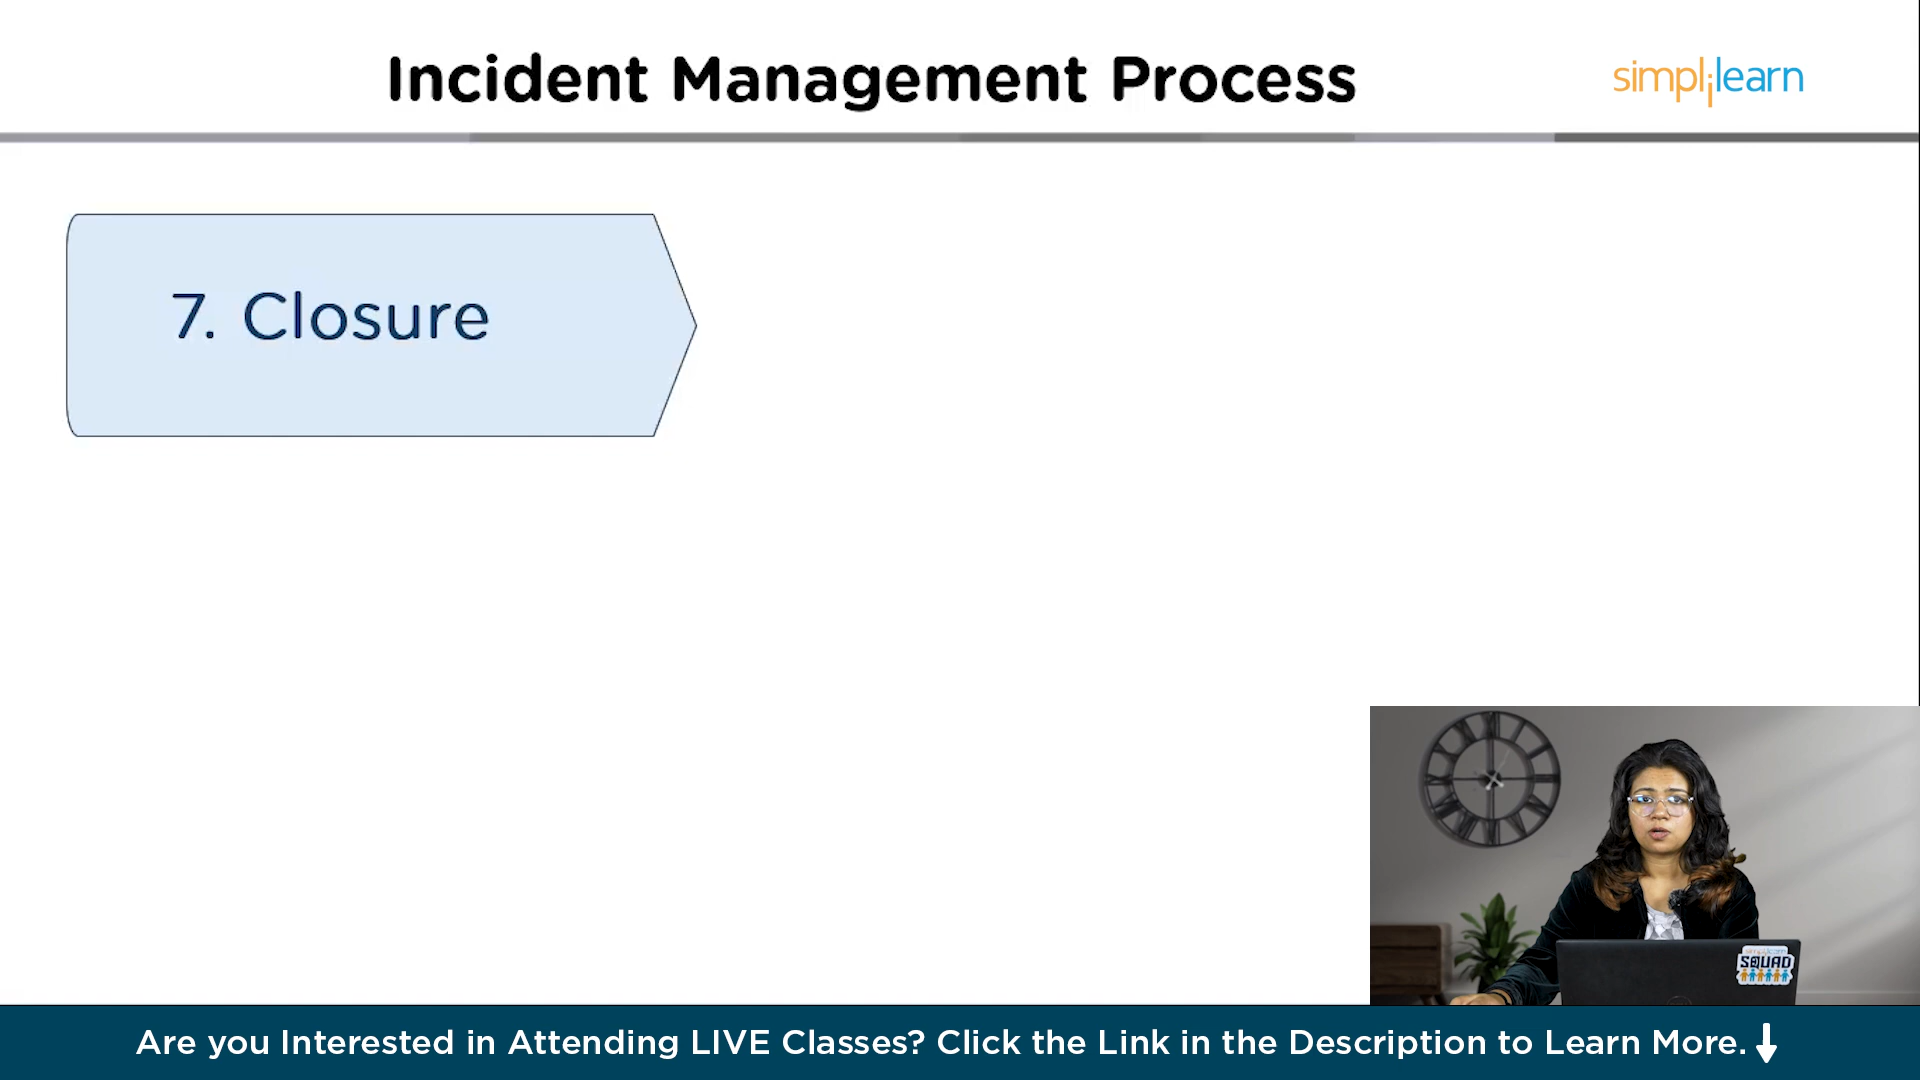 Incident Management Process
simplilearn
7. Closure
simplilearn
SQUAD
Are you Interested in Attending LIVE Classes? Click the Link in the Description to Learn More.